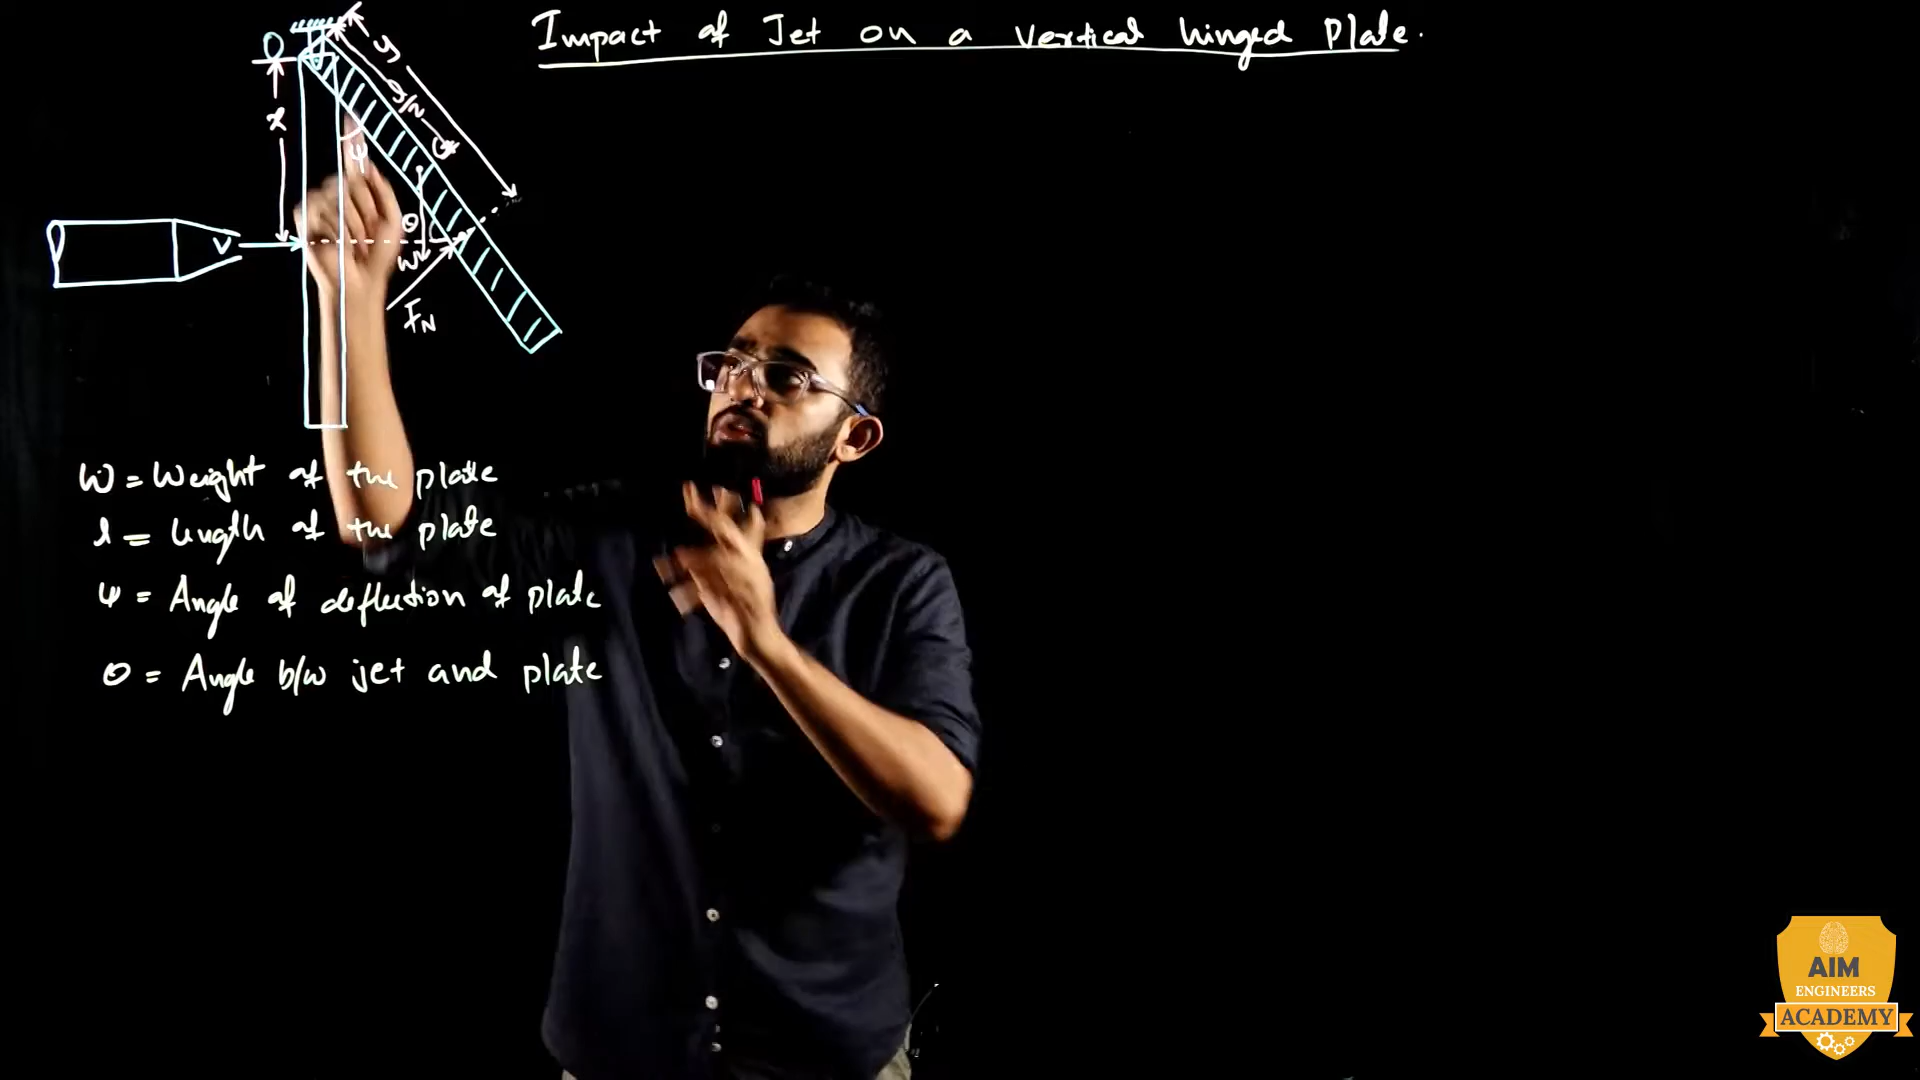 Impact of Jet on a vertical hinged Plate.
O
y
x
ψ
G
θ
V
W
F_N
W = Weight of the plate
l = length of the plate
ψ = Angle of deflection of plate
θ = Angle b/w jet and plate
AIM
ENGINEERS
ACADEMY